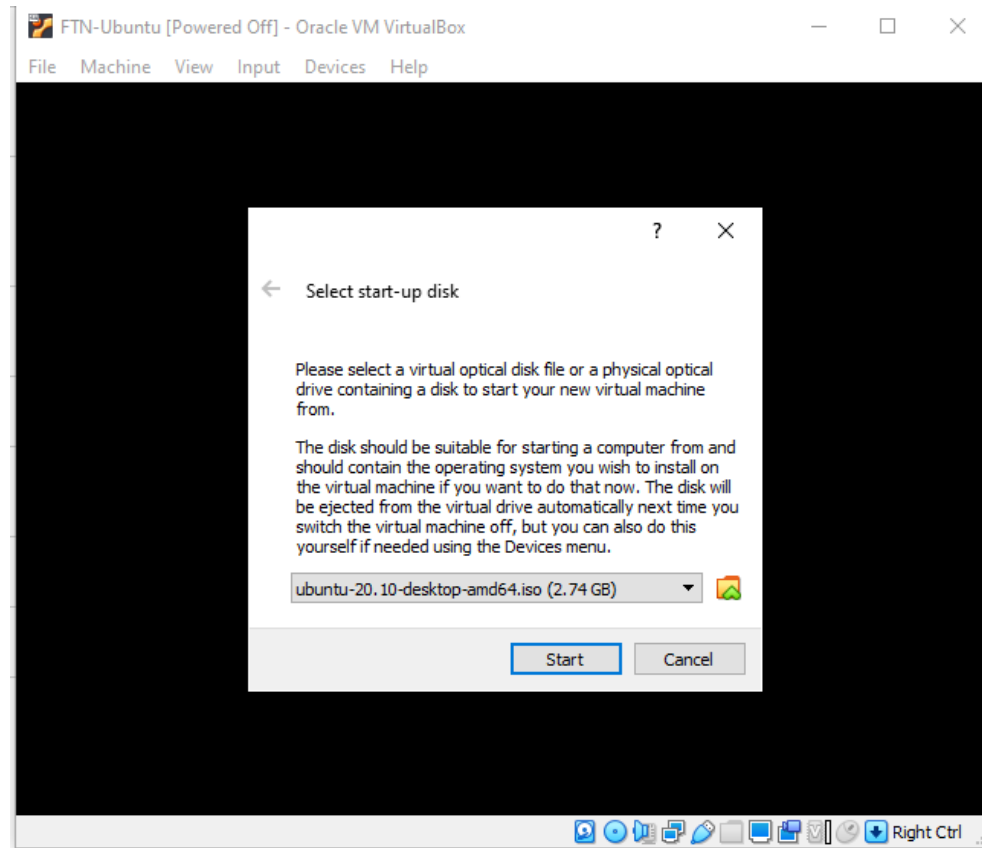 FTN-Ubuntu [Powered Off] - Oracle VM VirtualBox
File Machine View Input Devices Help
?
Select start-up disk
Please select a virtual optical disk file or a physical optical
drive containing a disk to start your new virtual machine
from.
The disk should be suitable for starting a computer from and
should contain the operating system you wish to install on
the virtual machine if you want to do that now. The disk will
be ejected from the virtual drive automatically next time you
switch the virtual machine off, but you can also do this
yourself if needed using the Devices menu.
ubuntu-20.10-desktop-amd64.iso (2.74 GB)
Start Cancel
Right Ctrl